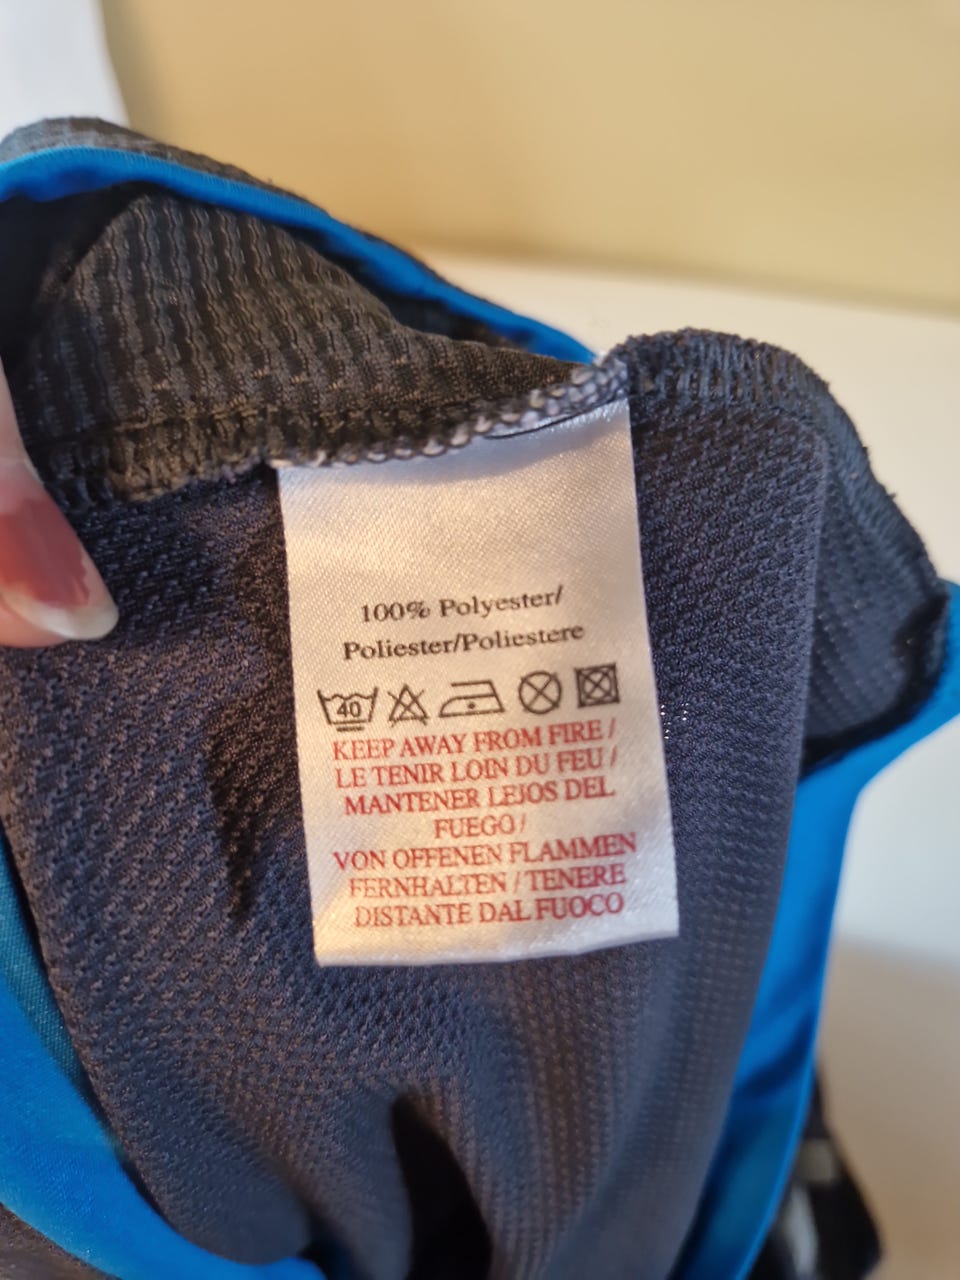 100% Polyester/
Poliester/Poliestere
40
KEEP AWAY FROM FIRE /
LE TENIR LOIN DU FEU /
MANTENER LEJOS DEL
FUEGO /
VON OFFENEN FLAMMEN
FERNHALTEN / TENERE
DISTANTE DAL FUOCO